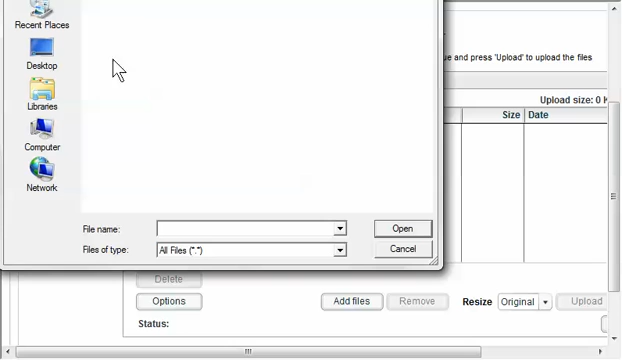 Recent Places
ue and press 'Upload' to upload the files
Desktop
Upload size: 0 K
Libraries
Size Date
Computer
Network
File name:
Open
Files of type: All Files (*.*)
Cancel
Delete
Options Add files Remove Resize Original Upload
Status: